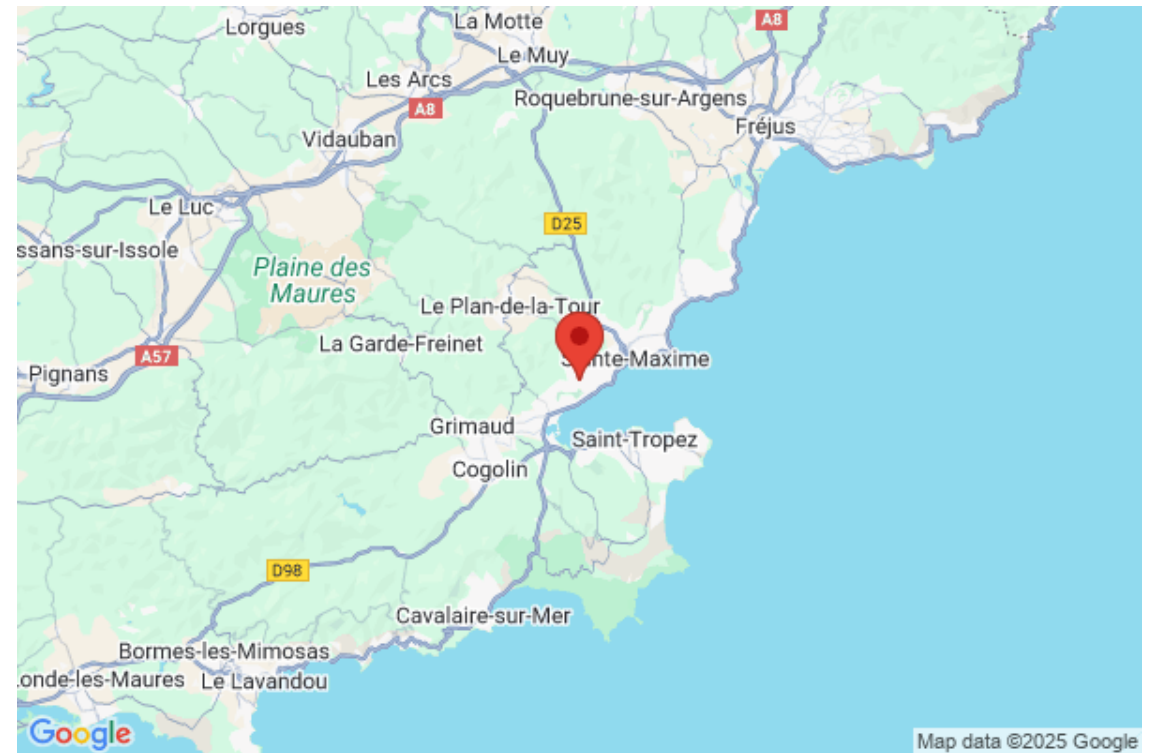 Lorgues
La Motte
A8
Le Muy
Les Arcs
A8
Roquebrune-sur-Argens
Fréjus
Vidauban
Le Luc
D25
ssans-sur-Issole
Plaine des
Maures
Le Plan-de-la-Tour
La Garde-Freinet
A57
Pignans
nte-Maxime
Grimaud
Saint-Tropez
Cogolin
D98
Cavalaire-sur-Mer
Bormes-les-Mimosas
.onde-les-Maures
Le Lavandou
Google
Map data ©2025 Google